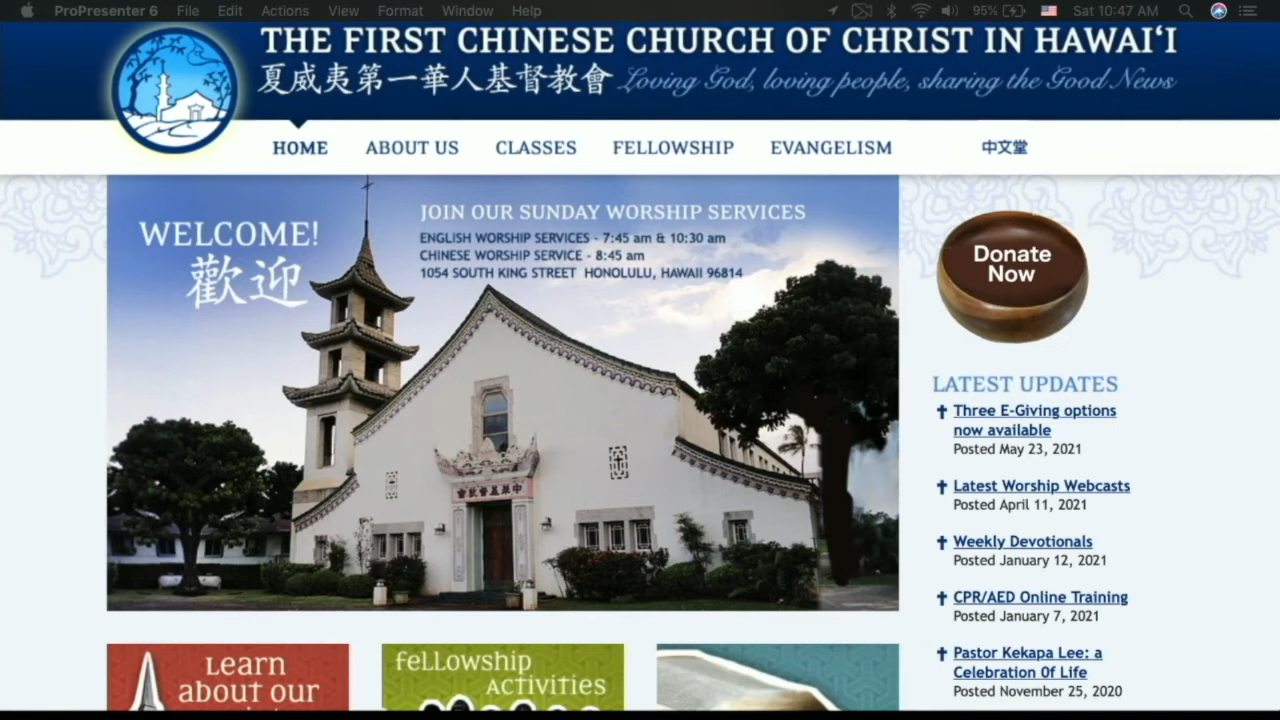 ProPresenter 6 File Edit Actions View Format Window Help 95% Sat 10:47 AM
THE FIRST CHINESE CHURCH OF CHRIST IN HAWAI‘I
夏威夷第一華人基督教會 Loving God, loving people, sharing the Good News
HOME ABOUT US CLASSES FELLOWSHIP EVANGELISM 中文堂
WELCOME!
歡迎
JOIN OUR SUNDAY WORSHIP SERVICES
ENGLISH WORSHIP SERVICES - 7:45 am & 10:30 am
CHINESE WORSHIP SERVICE - 8:45 am
1054 SOUTH KING STREET HONOLULU, HAWAII 96814
Donate
Now
LATEST UPDATES
Three E-Giving options
now available
Posted May 23, 2021
Latest Worship Webcasts
Posted April 11, 2021
Weekly Devotionals
Posted January 12, 2021
CPR/AED Online Training
Posted January 7, 2021
Pastor Kekapa Lee: a
Celebration Of Life
Posted November 25, 2020
Learn
about our
fellowship
activities